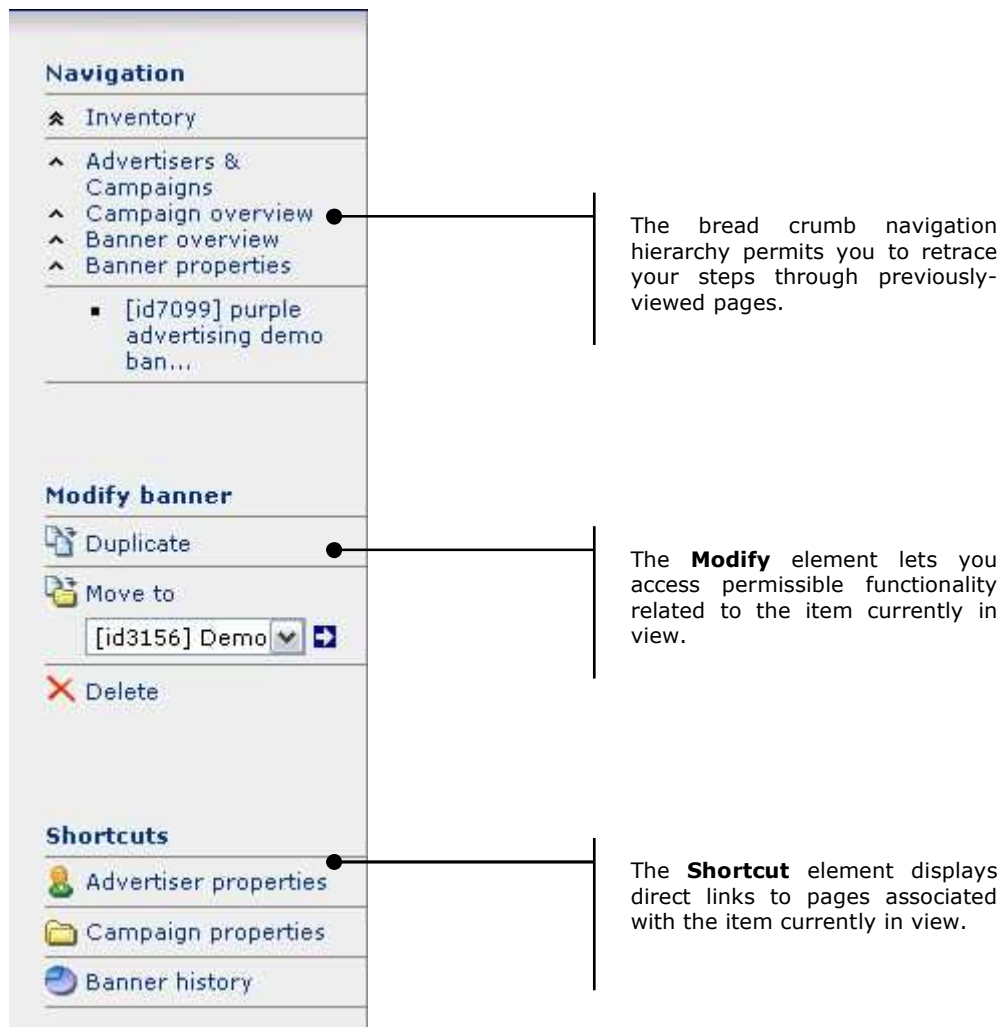 Navigation
Inventory
Advertisers &
Campaigns
Campaign overview
Banner overview
Banner properties
[id7099] purple
advertising demo
ban...
The bread crumb navigation
hierarchy permits you to retrace
your steps through previously-
viewed pages.
Modify banner
Duplicate
Move to
[id3156] Demo
Delete
The Modify element lets you
access permissible functionality
related to the item currently in
view.
Shortcuts
Advertiser properties
Campaign properties
Banner history
The Shortcut element displays
direct links to pages associated
with the item currently in view.